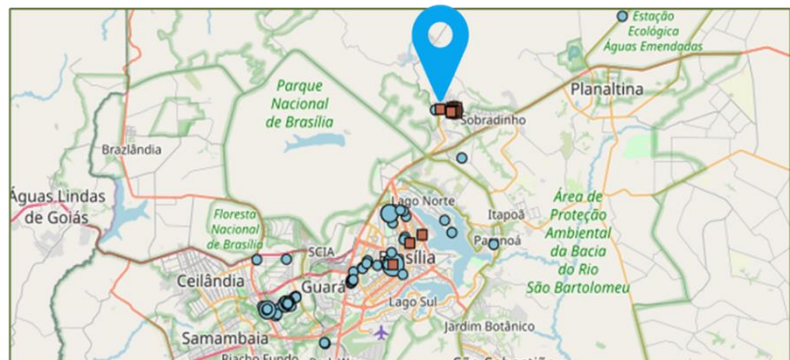 Estação
Ecológica
Águas Emendadas
Planaltina
Parque
Nacional
de Brasília
Sobradinho
Brazlândia
Águas Lindas
de Goiás
Lago Norte
Floresta
Nacional
de Brasília
Itapoã
Área de
Proteção
Ambiental
da Bacia
do Rio
São Bartolomeu
SCIA
Ceilândia
Guará
Lago Sul
Jardim Botânico
Samambaia
Riacho Fundo